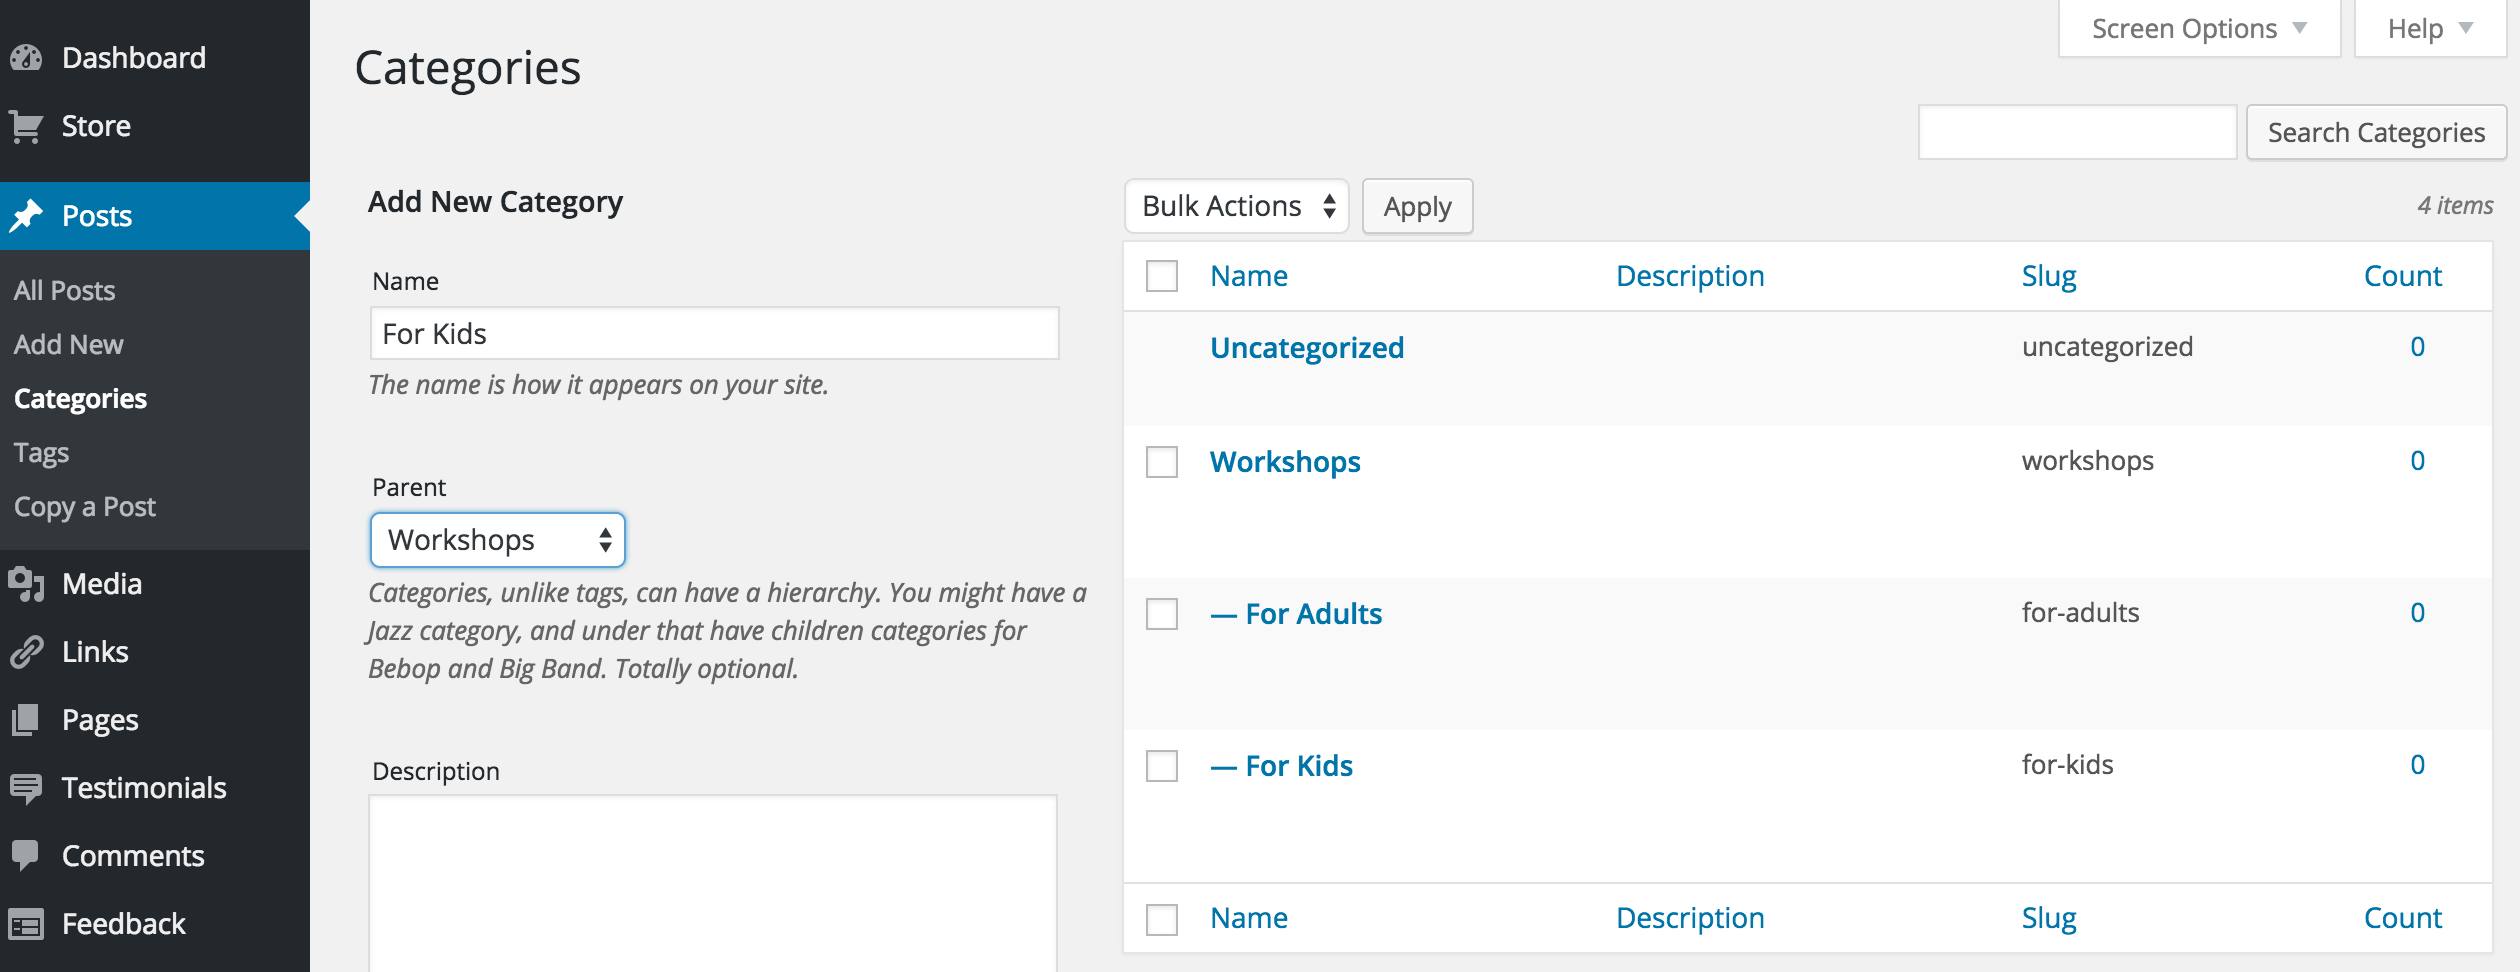 Dashboard
Store
Posts
All Posts
Add New
Categories
Tags
Copy a Post
Media
Links
Pages
Testimonials
Comments
Feedback
Screen Options
Help
Categories
Search Categories
Add New Category
Name
For Kids
The name is how it appears on your site.
Parent
Workshops
Categories, unlike tags, can have a hierarchy. You might have a
Jazz category, and under that have children categories for
Bebop and Big Band. Totally optional.
Description
Bulk Actions Apply 4 items
Name Description Slug Count
Uncategorized uncategorized 0
Workshops workshops 0
— For Adults for-adults 0
— For Kids for-kids 0
Name Description Slug Count